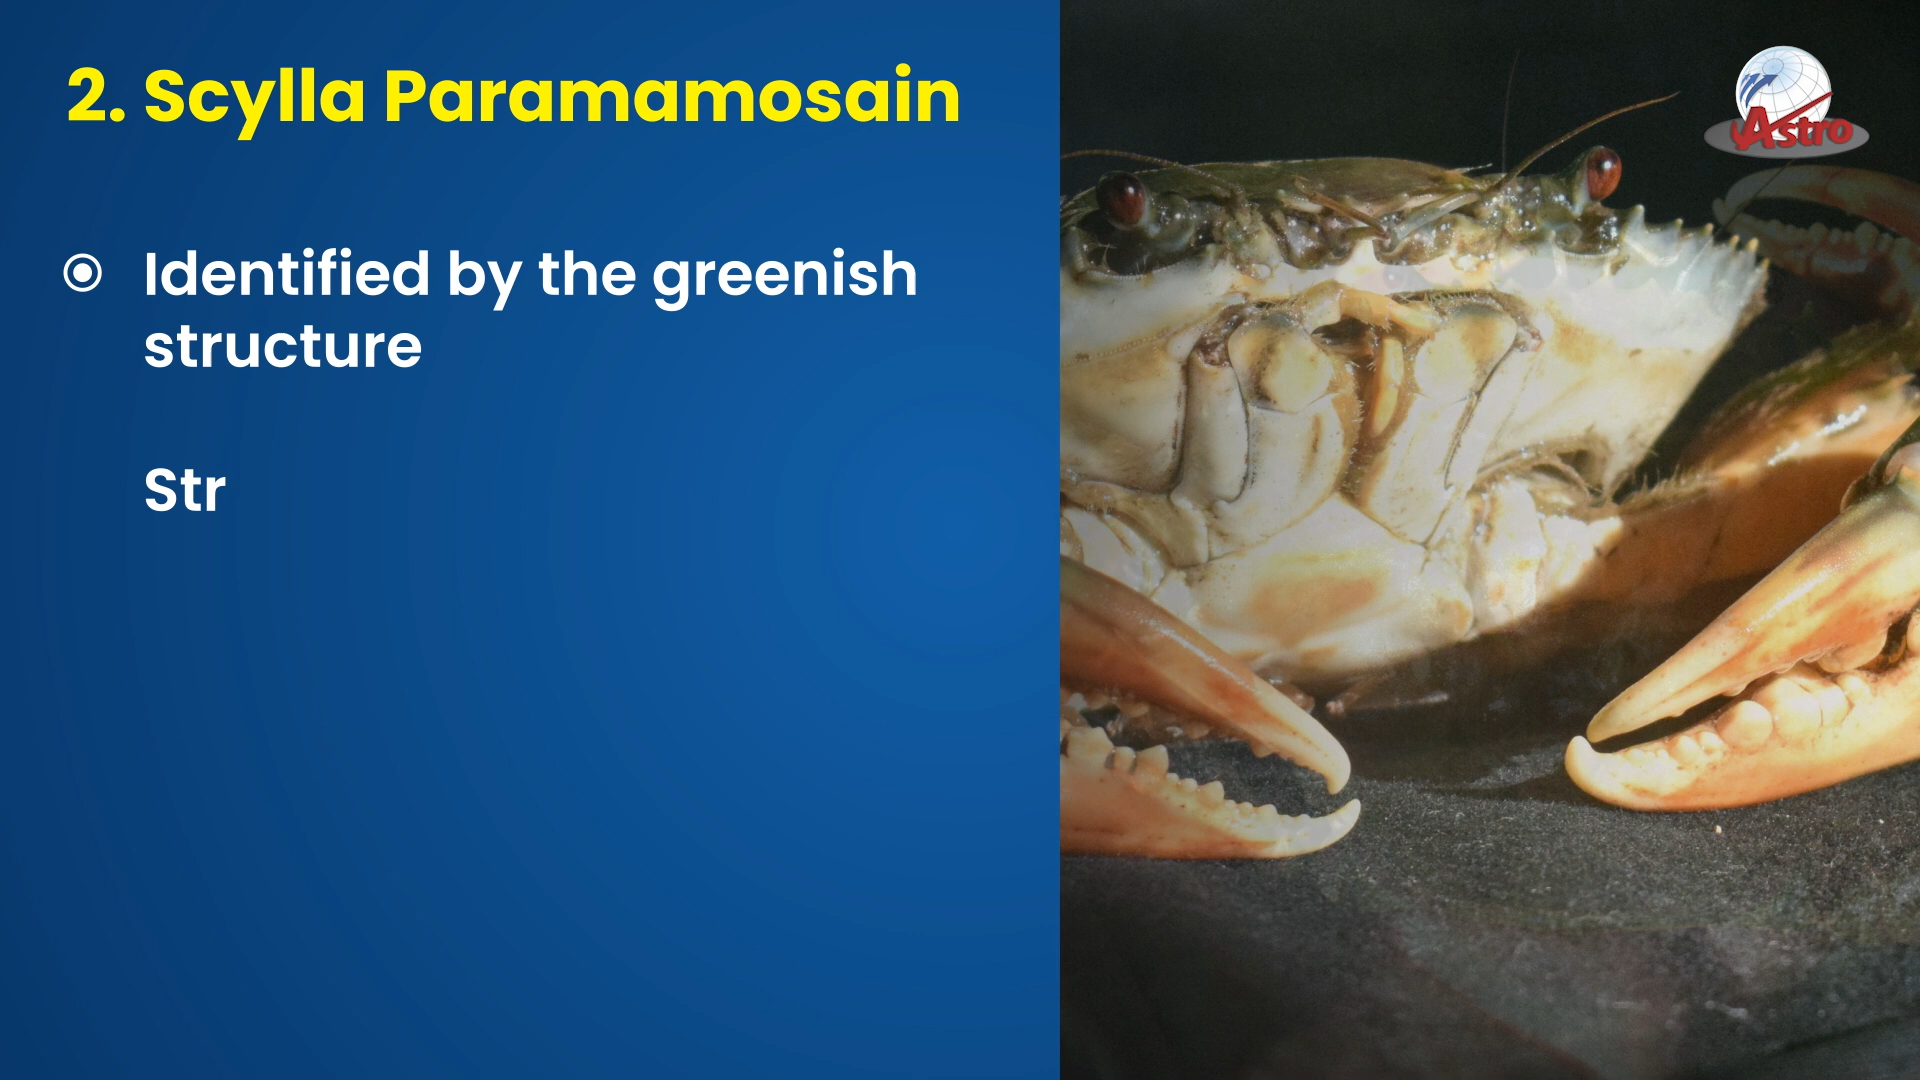 2. Scylla Paramamosain
Identified by the greenish
structure
Str
Astro